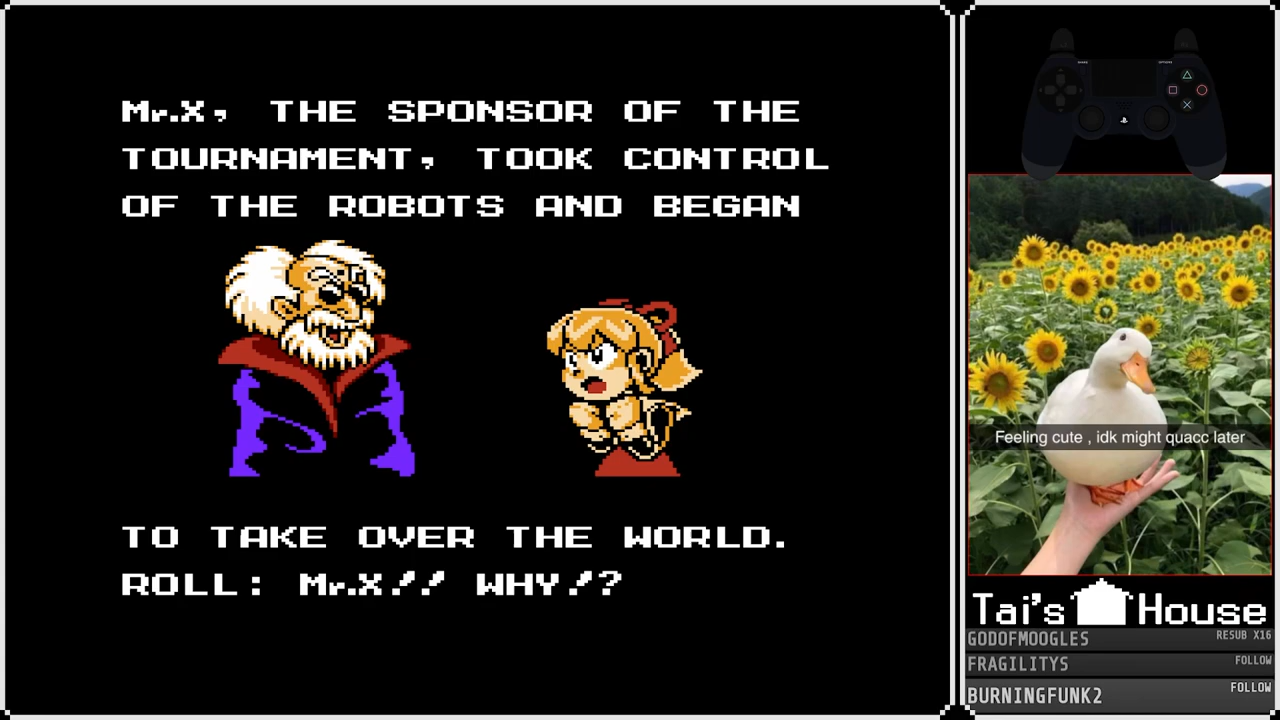 Mr.X, THE SPONSOR OF THE
TOURNAMENT, TOOK CONTROL
OF THE ROBOTS AND BEGAN
TO TAKE OVER THE WORLD.
ROLL: Mr.X!! WHY!?
Feeling cute , idk might quacc later
Tai's House
GODOFMOOGLES RESUB X16
FRAGILITYS FOLLOW
BURNINGFUNK2 FOLLOW